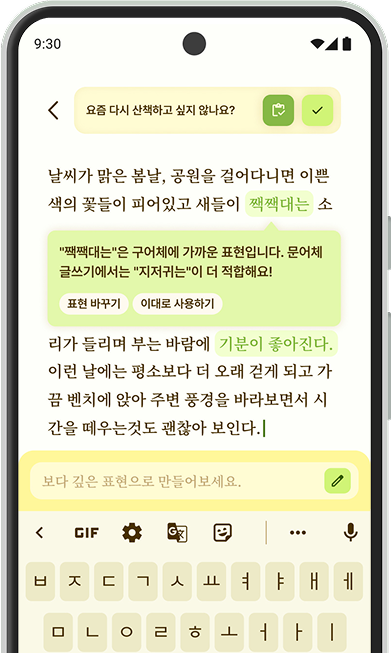 9:30
요즘 다시 산책하고 싶지 않나요?
날씨가 맑은 봄날, 공원을 걸어다니면 이쁜
색의 꽃들이 피어있고 새들이 짹짹대는 소
"짹짹대는"은 구어체에 가까운 표현입니다. 문어체
글쓰기에서는 "지저귀는"이 더 적합해요!
표현 바꾸기 이대로 사용하기
리가 들리며 부는 바람에 기분이 좋아진다.
이런 날에는 평소보다 더 오래 걷게 되고 가
끔 벤치에 앉아 주변 풍경을 바라보면서 시
간을 떼우는것도 괜찮아 보인다.
보다 깊은 표현으로 만들어보세요.
GIF
ㅂ ㅈ ㄷ ㄱ ㅅ ㅛ ㅕ ㅑ ㅐ ㅔ
ㅁ ㄴ ㅇ ㄹ ㅎ ㅗ ㅓ ㅏ ㅣ